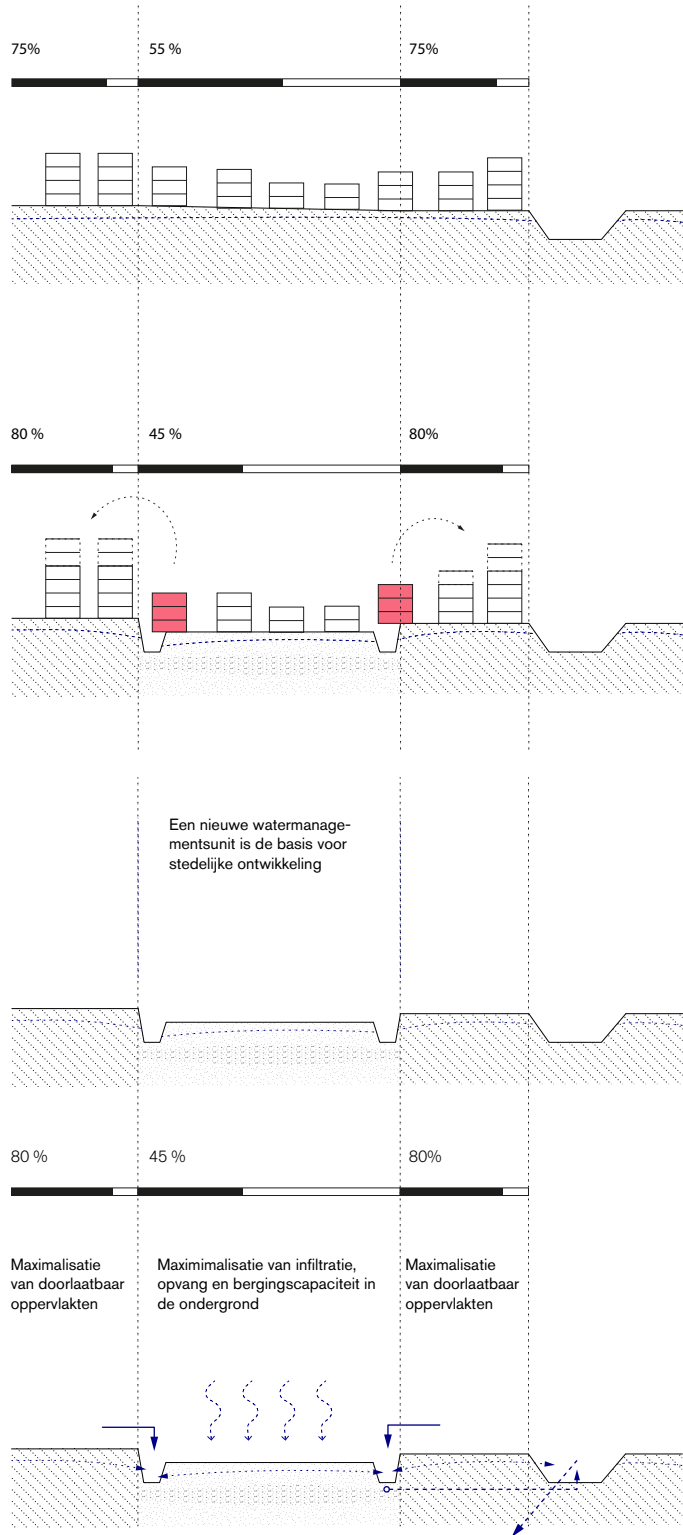 75%
55 %
75%
80 %
45 %
80%
Een nieuwe watermanage-
mentsunit is de basis voor
stedelijke ontwikkeling
80 %
45 %
80%
Maximalisatie
van doorlaatbaar
oppervlakten
Maximimalisatie van infiltratie,
opvang en bergingscapaciteit in
de ondergrond
Maximalisatie
van doorlaatbaar
oppervlakten